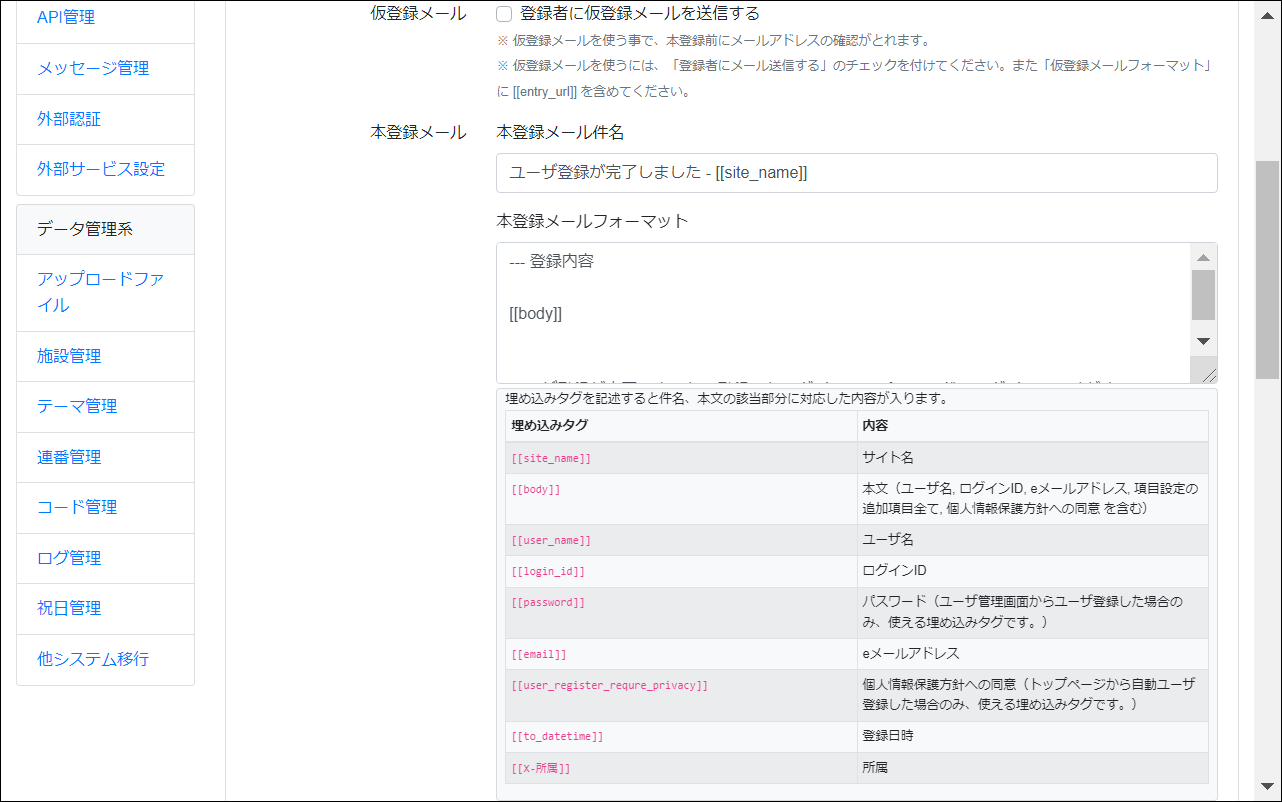 API管理
メッセージ管理
外部認証
外部サービス設定
データ管理系
アップロードファ
イル
施設管理
テーマ管理
連番管理
コード管理
ログ管理
祝日管理
他システム移行
仮登録メール
登録者に仮登録メールを送信する
※ 仮登録メールを使う事で、本登録前にメールアドレスの確認がとれます。
※ 仮登録メールを使うには、「登録者にメール送信する」のチェックを付けてください。また「仮登録メールフォーマット」
に [[entry_url]] を含めてください。
本登録メール
本登録メール件名
ユーザ登録が完了しました - [[site_name]]
本登録メールフォーマット
--- 登録内容
[[body]]
埋め込みタグを記述すると件名、本文の該当部分に対応した内容が入ります。
埋め込みタグ 内容
[[site_name]] サイト名
[[body]] 本文（ユーザ名, ログインID, eメールアドレス, 項目設定の
追加項目全て, 個人情報保護方針への同意 を含む）
[[user_name]] ユーザ名
[[login_id]] ログインID
[[password]] パスワード（ユーザ管理画面からユーザ登録した場合の
み、使える埋め込みタグです。）
[[email]] eメールアドレス
[[user_register_requre_privacy]] 個人情報保護方針への同意（トップページから自動ユーザ
登録した場合のみ、使える埋め込みタグです。）
[[to_datetime]] 登録日時
[[X-所属]] 所属